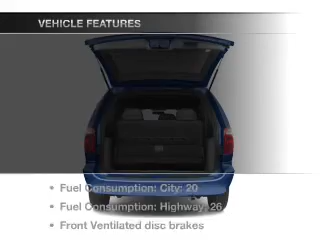 VEHICLE FEATURES
• Fuel Consumption: City: 20
• Fuel Consumption: Highway: 26
• Front Ventilated disc brakes